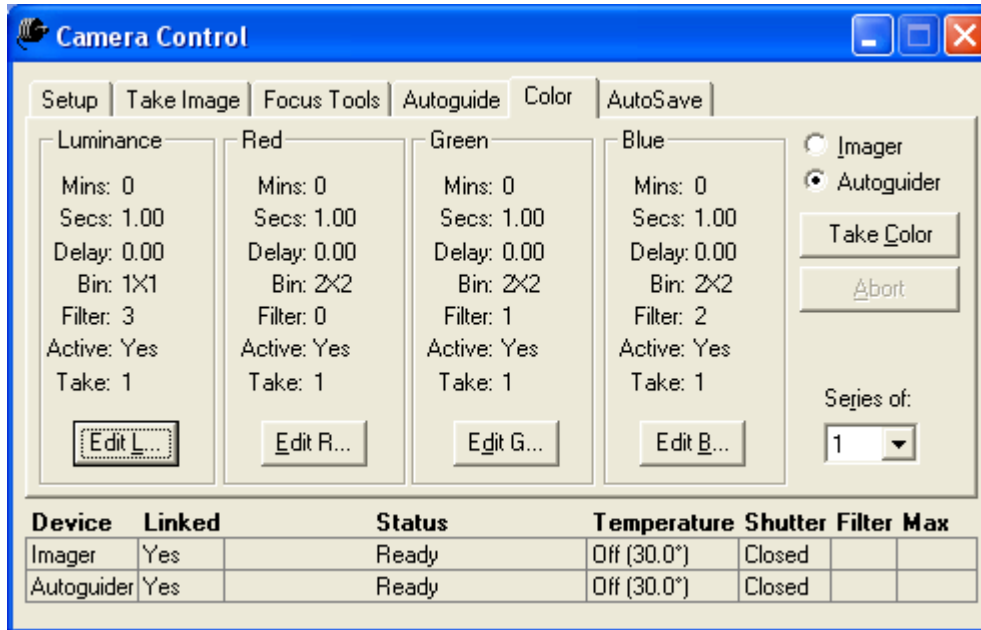 Camera Control
Setup Take Image Focus Tools Autoguide Color AutoSave
Luminance
Mins: 0
Secs: 1.00
Delay: 0.00
Bin: 1X1
Filter: 3
Active: Yes
Take: 1
Edit L...
Red
Mins: 0
Secs: 1.00
Delay: 0.00
Bin: 2X2
Filter: 0
Active: Yes
Take: 1
Edit R...
Green
Mins: 0
Secs: 1.00
Delay: 0.00
Bin: 2X2
Filter: 1
Active: Yes
Take: 1
Edit G...
Blue
Mins: 0
Secs: 1.00
Delay: 0.00
Bin: 2X2
Filter: 2
Active: Yes
Take: 1
Edit B...
Imager
Autoguider
Take Color
Abort
Series of:
1
Device Linked Status Temperature Shutter Filter Max
Imager Yes Ready Off (30.0°) Closed
Autoguider Yes Ready Off (30.0°) Closed